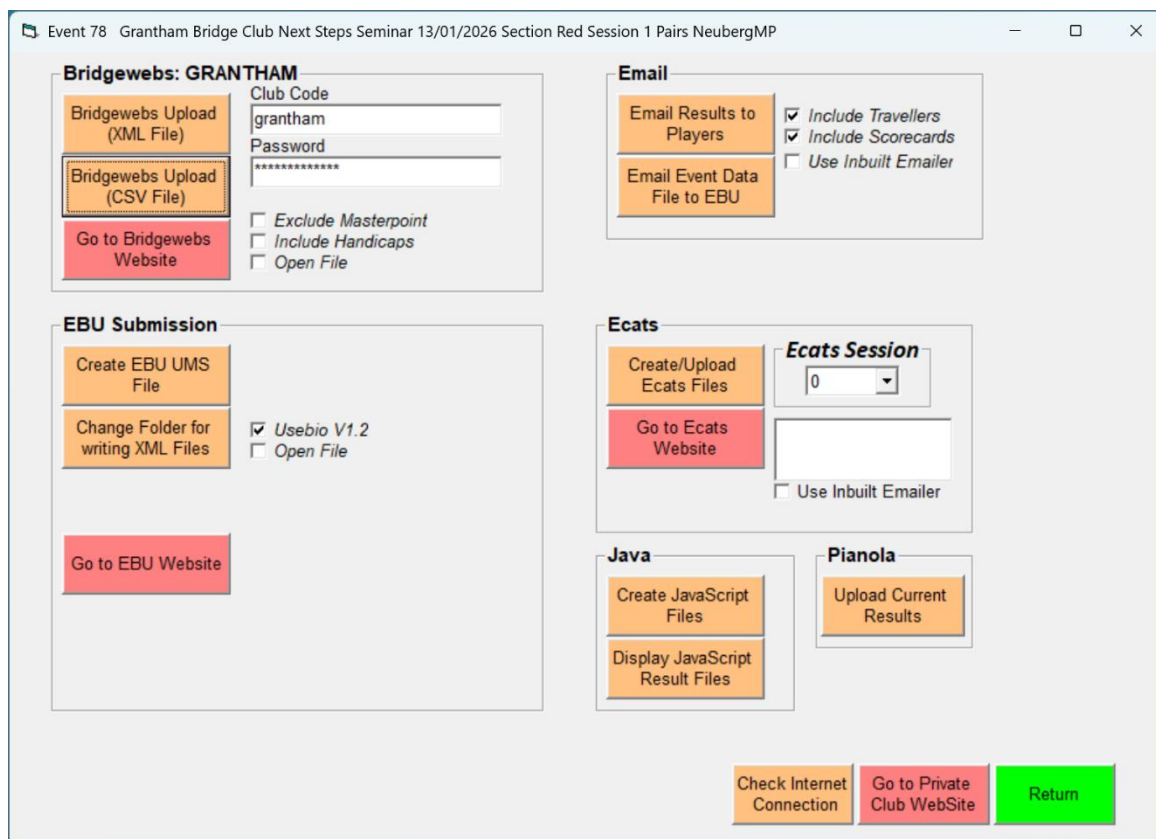 Event 78   Grantham Bridge Club Next Steps Seminar 13/01/2026 Section Red Session 1 Pairs NeubergMP
Bridgewebs: GRANTHAM
Bridgewebs Upload
(XML File)
Club Code
grantham
Password
*************
Bridgewebs Upload
(CSV File)
Go to Bridgewebs
Website
Exclude Masterpoint
Include Handicaps
Open File
Email
Email Results to
Players
Include Travellers
Include Scorecards
Use Inbuilt Emailer
Email Event Data
File to EBU
EBU Submission
Create EBU UMS
File
Change Folder for
writing XML Files
Usebio V1.2
Open File
Go to EBU Website
Ecats
Create/Upload
Ecats Files
Ecats Session
0
Go to Ecats
Website
Use Inbuilt Emailer
Java
Create JavaScript
Files
Display JavaScript
Result Files
Pianola
Upload Current
Results
Check Internet
Connection
Go to Private
Club WebSite
Return